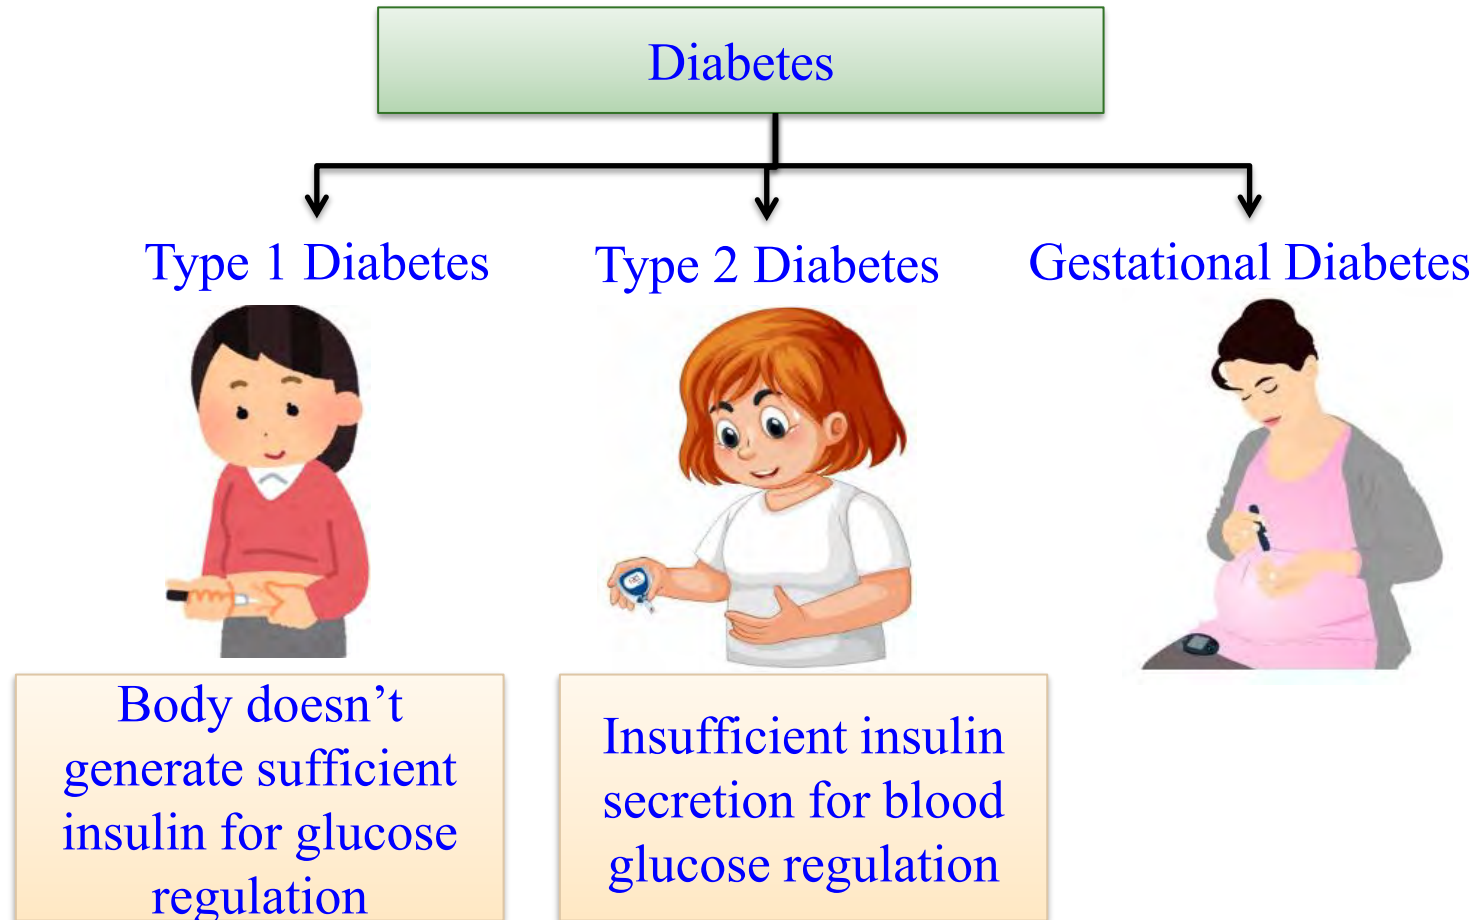 Diabetes
Type 1 Diabetes
Type 2 Diabetes
Gestational Diabetes
Body doesn’t
generate sufficient
insulin for glucose
regulation
Insufficient insulin
secretion for blood
glucose regulation